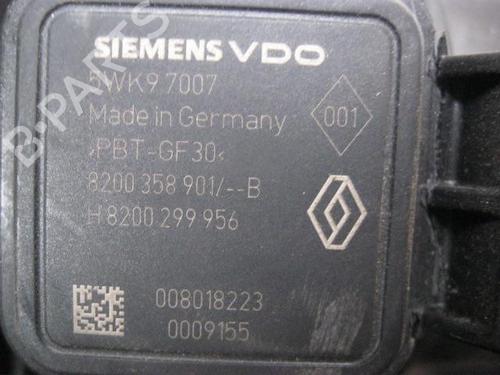 SIEMENS VDO
5WK9 7007
Made in Germany
001
>PBT-GF30<
8200 358 901/--B
H 8200 299 956
008018223
0009155
B-PARTS